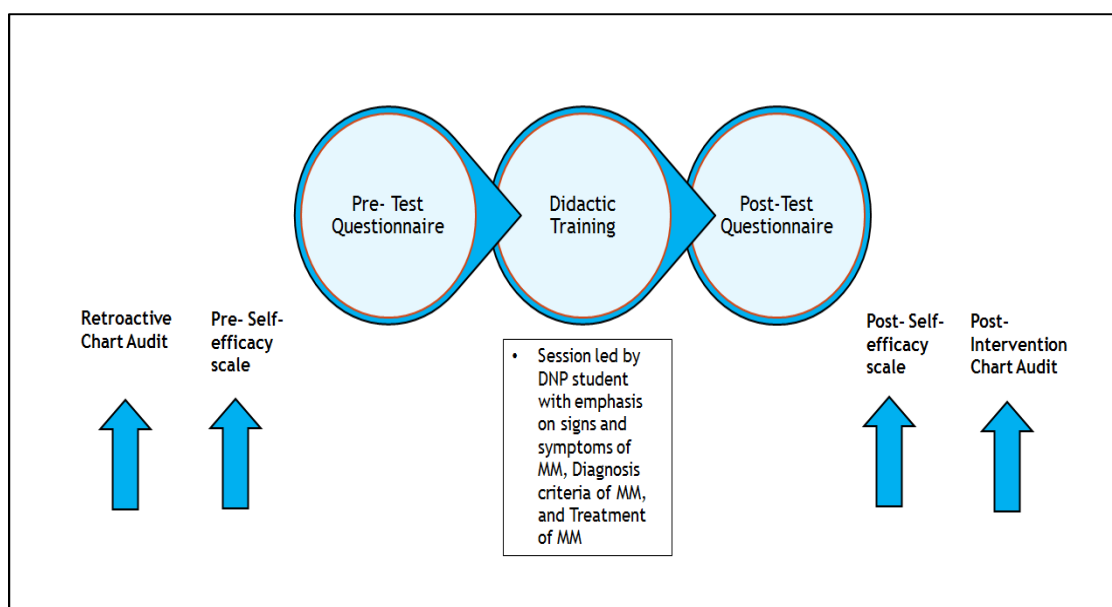 Pre- Test
Questionnaire
Didactic
Training
Post-Test
Questionnaire
Retroactive
Chart Audit
Pre- Self-
efficacy
scale
• Session led by
DNP student
with emphasis
on signs and
symptoms of
MM, Diagnosis
criteria of MM,
and Treatment
of MM
Post- Self-
efficacy
scale
Post-
Intervention
Chart Audit